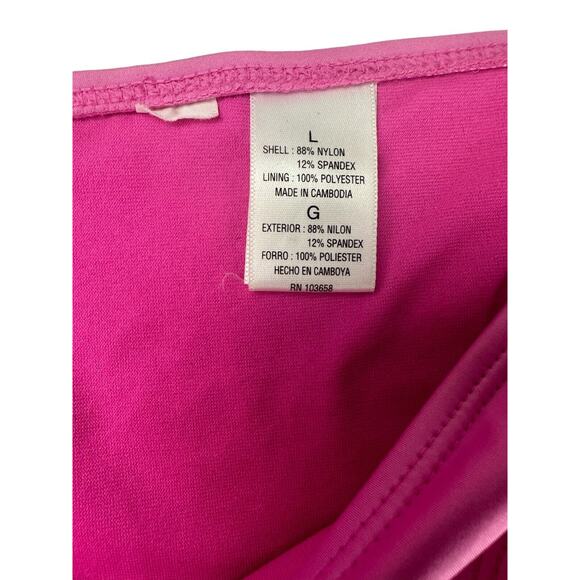 L
SHELL : 88% NYLON
12% SPANDEX
LINING : 100% POLYESTER
MADE IN CAMBODIA
G
EXTERIOR : 88% NILON
12% SPANDEX
FORRO : 100% POLIESTER
HECHO EN CAMBOYA
RN 103658